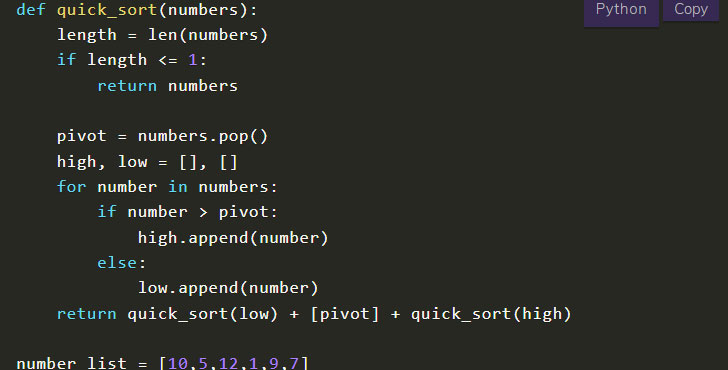 def quick_sort(numbers):
Python Copy
    length = len(numbers)
    if length <= 1:
        return numbers

    pivot = numbers.pop()
    high, low = [], []
    for number in numbers:
        if number > pivot:
            high.append(number)
        else:
            low.append(number)
    return quick_sort(low) + [pivot] + quick_sort(high)

number_list = [10,5,12,1,9,7]